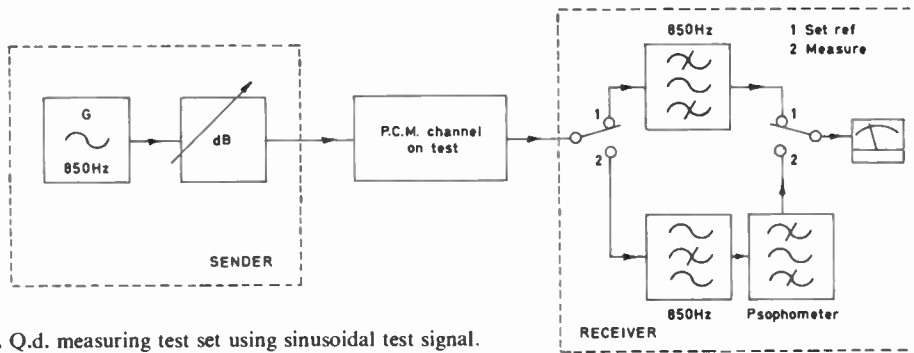 850Hz
1 Set ref
2 Measure
G
850Hz
dB
P.C.M. channel
on test
1
2
1
2
SENDER
850Hz
Psophometer
RECEIVER
. Q.d. measuring test set using sinusoidal test signal.